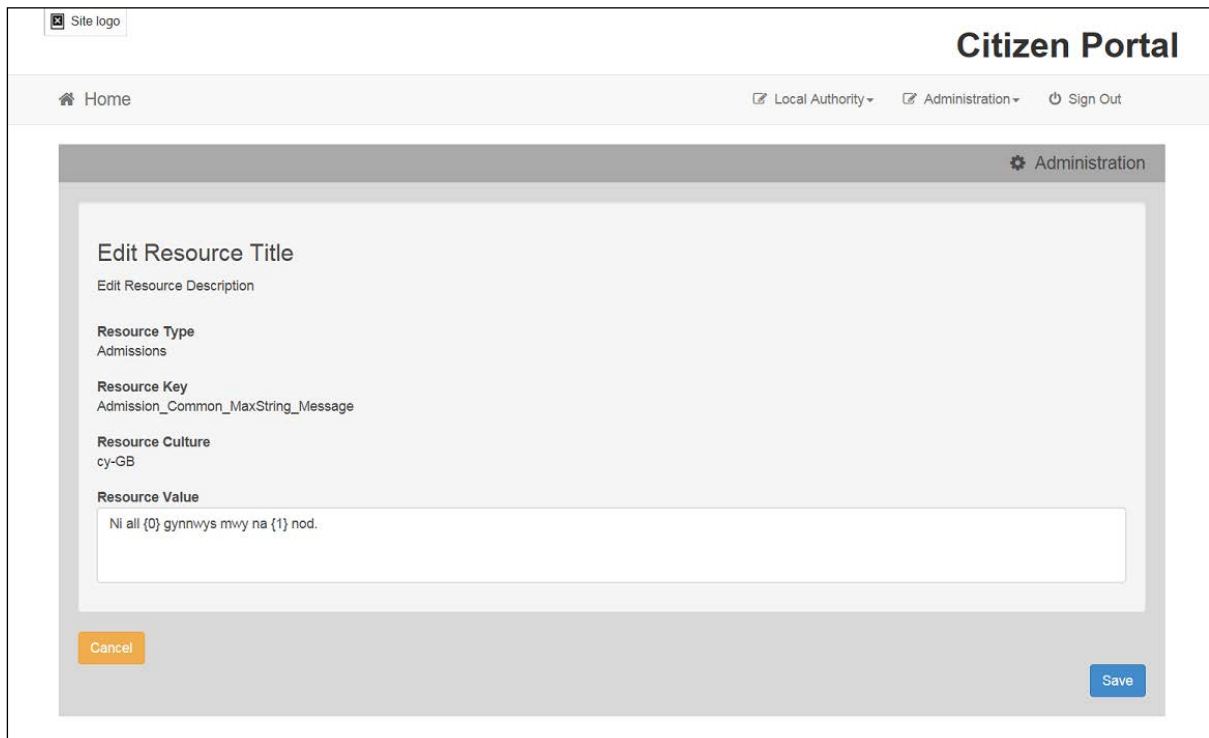 Site logo
Citizen Portal
Home
Local Authority
Administration
Sign Out
Administration
Edit Resource Title
Edit Resource Description
Resource Type
Admissions
Resource Key
Admission_Common_MaxString_Message
Resource Culture
cy-GB
Resource Value
Ni all {0} gynnwys mwy na {1} nod.
Cancel
Save